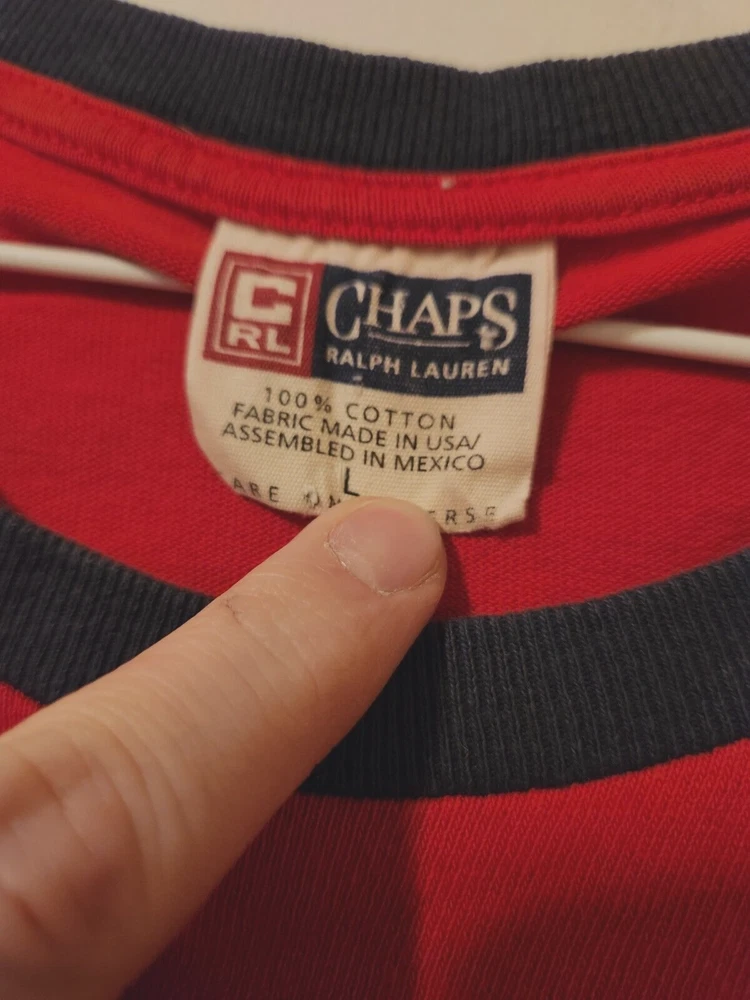 C
RL
CHAPS
RALPH LAUREN
100% COTTON
FABRIC MADE IN USA/
ASSEMBLED IN MEXICO
L